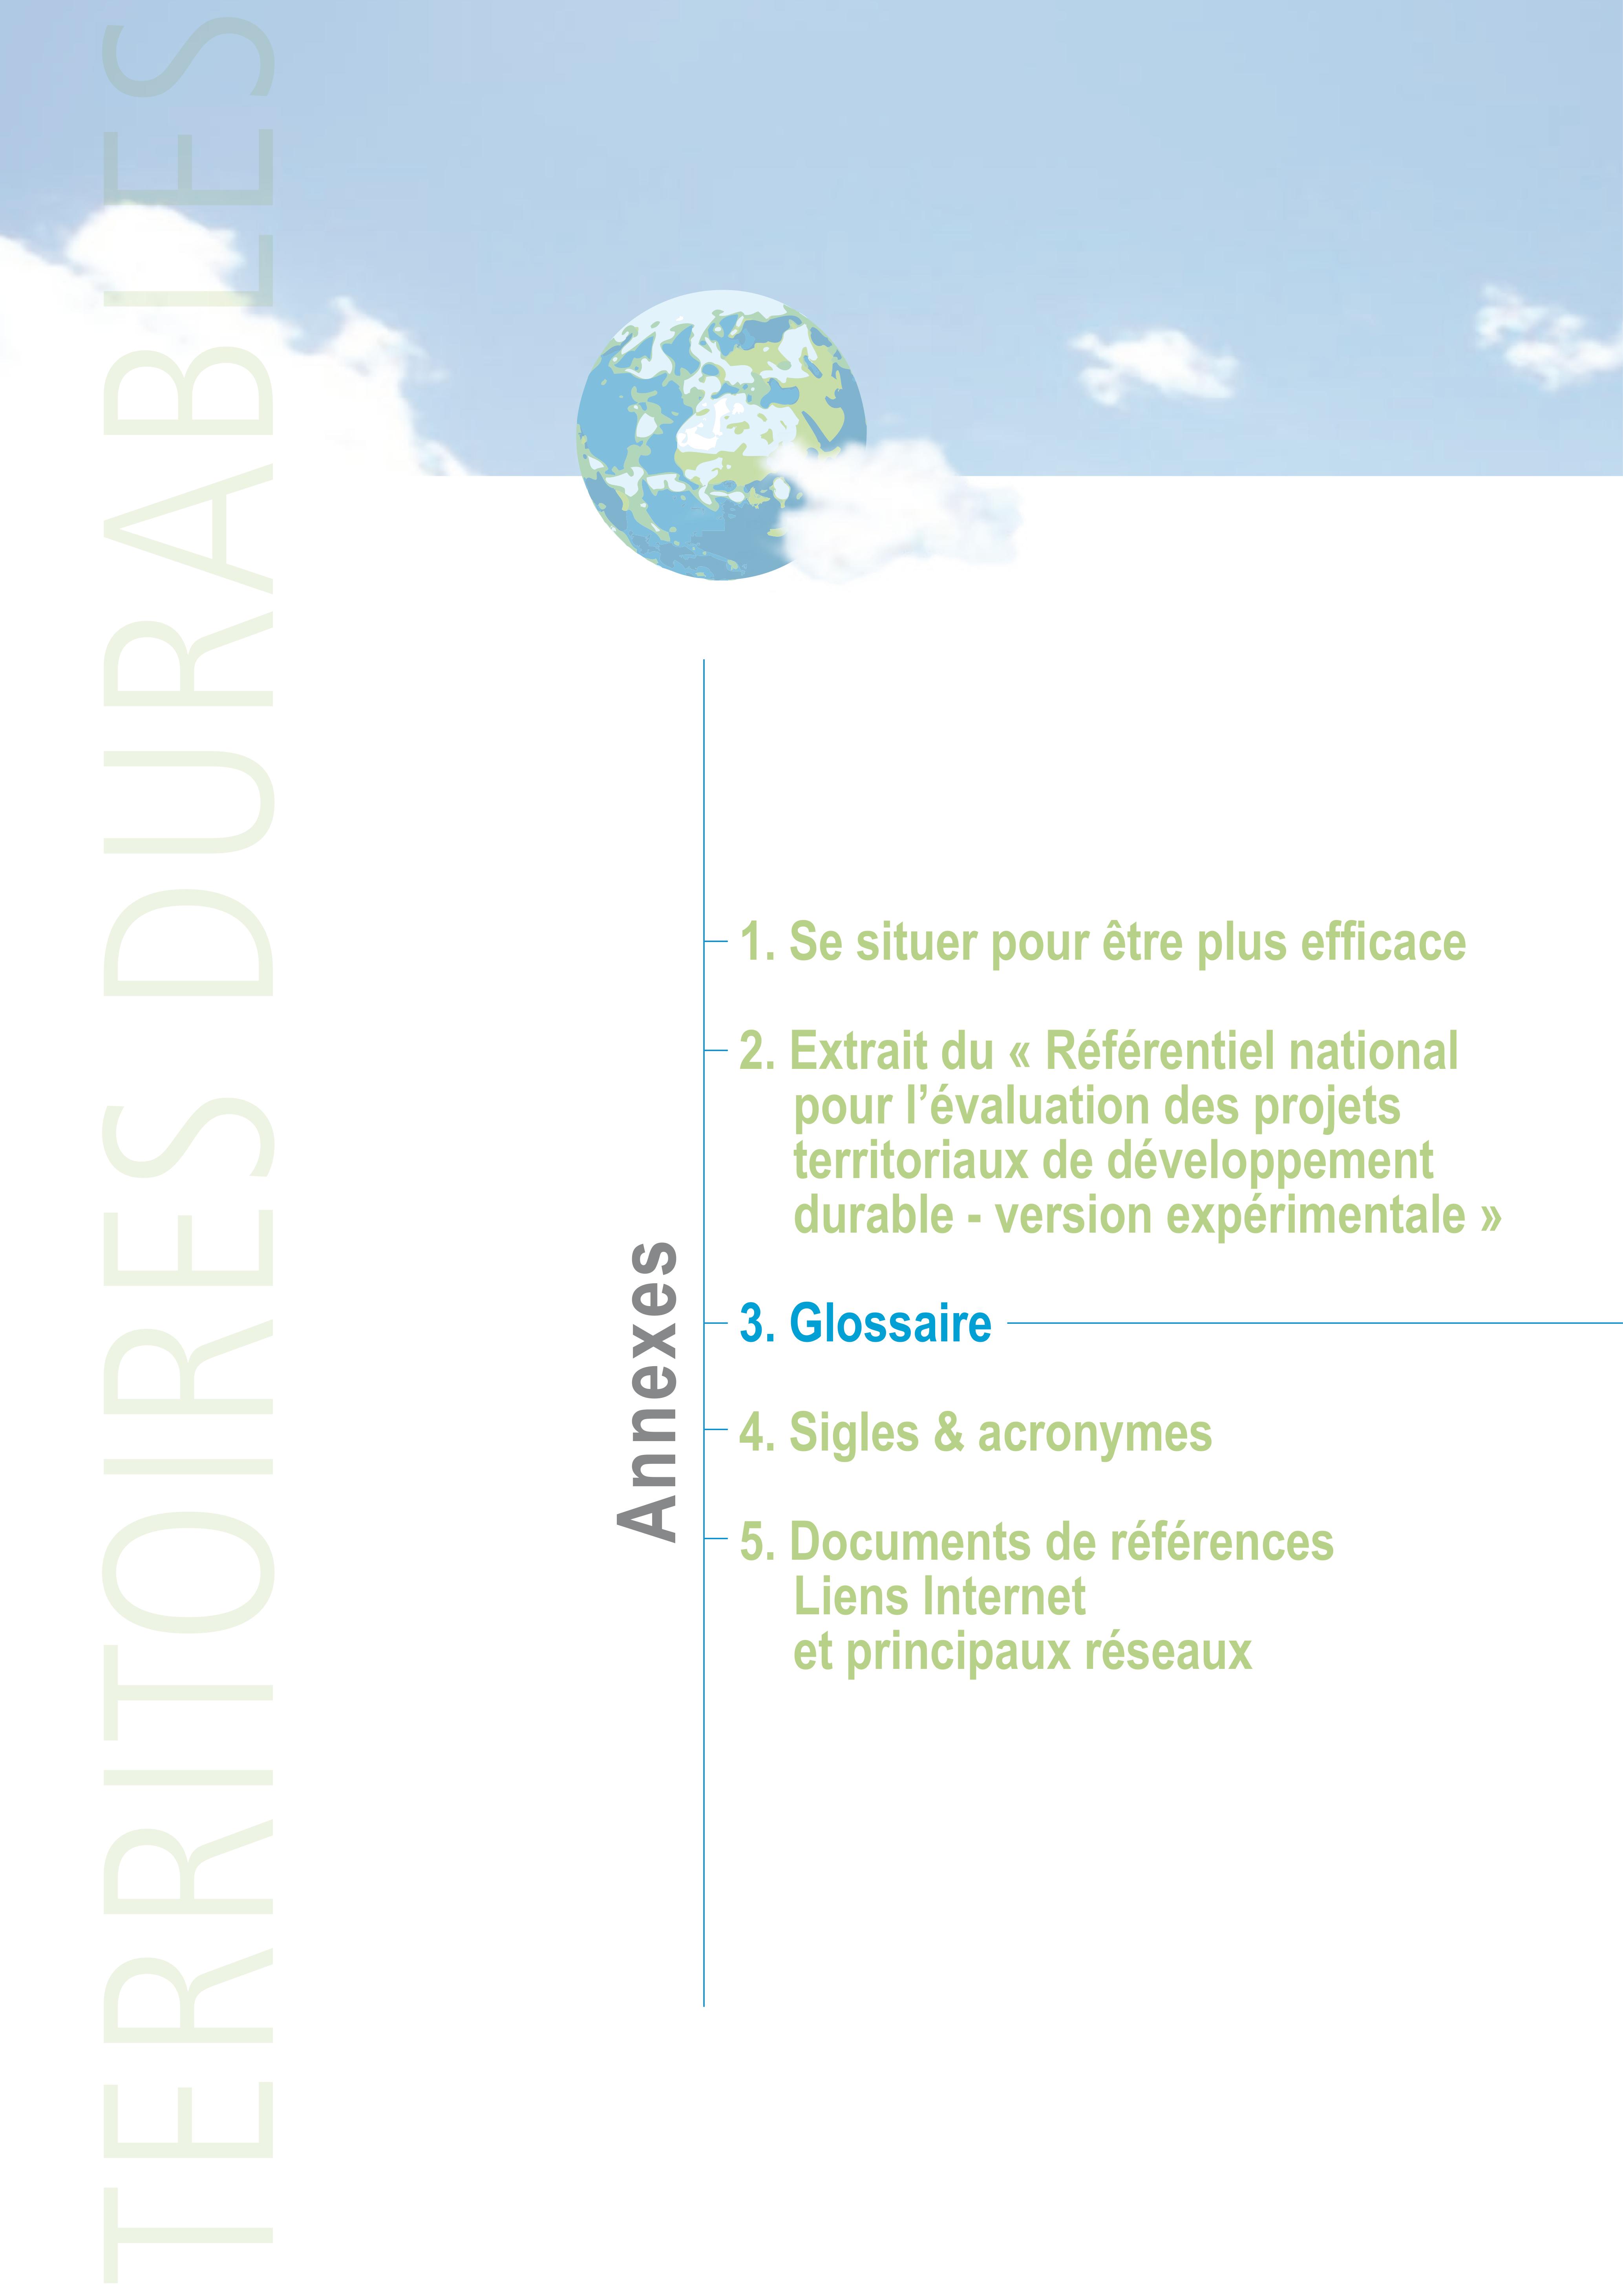 TERRITOIRES DURABLES
Annexes
1. Se situer pour être plus efficace
2. Extrait du « Référentiel national
pour l’évaluation des projets
territoriaux de développement
durable - version expérimentale »
3. Glossaire
4. Sigles & acronymes
5. Documents de références
Liens Internet
et principaux réseaux